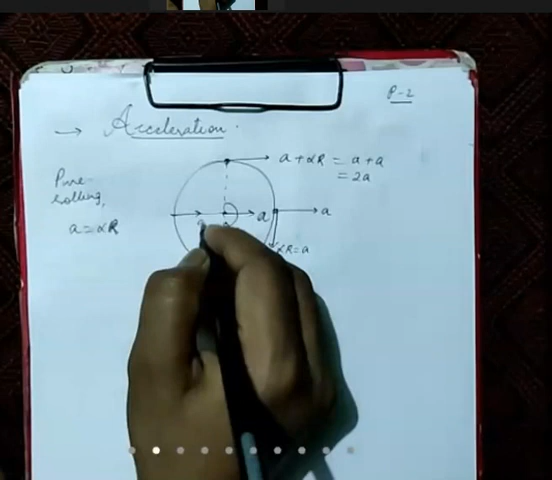 P-2
→ Acceleration.
Pure
rolling,
a = αR
a + αR = a + a
= 2a
a
a
αR = a